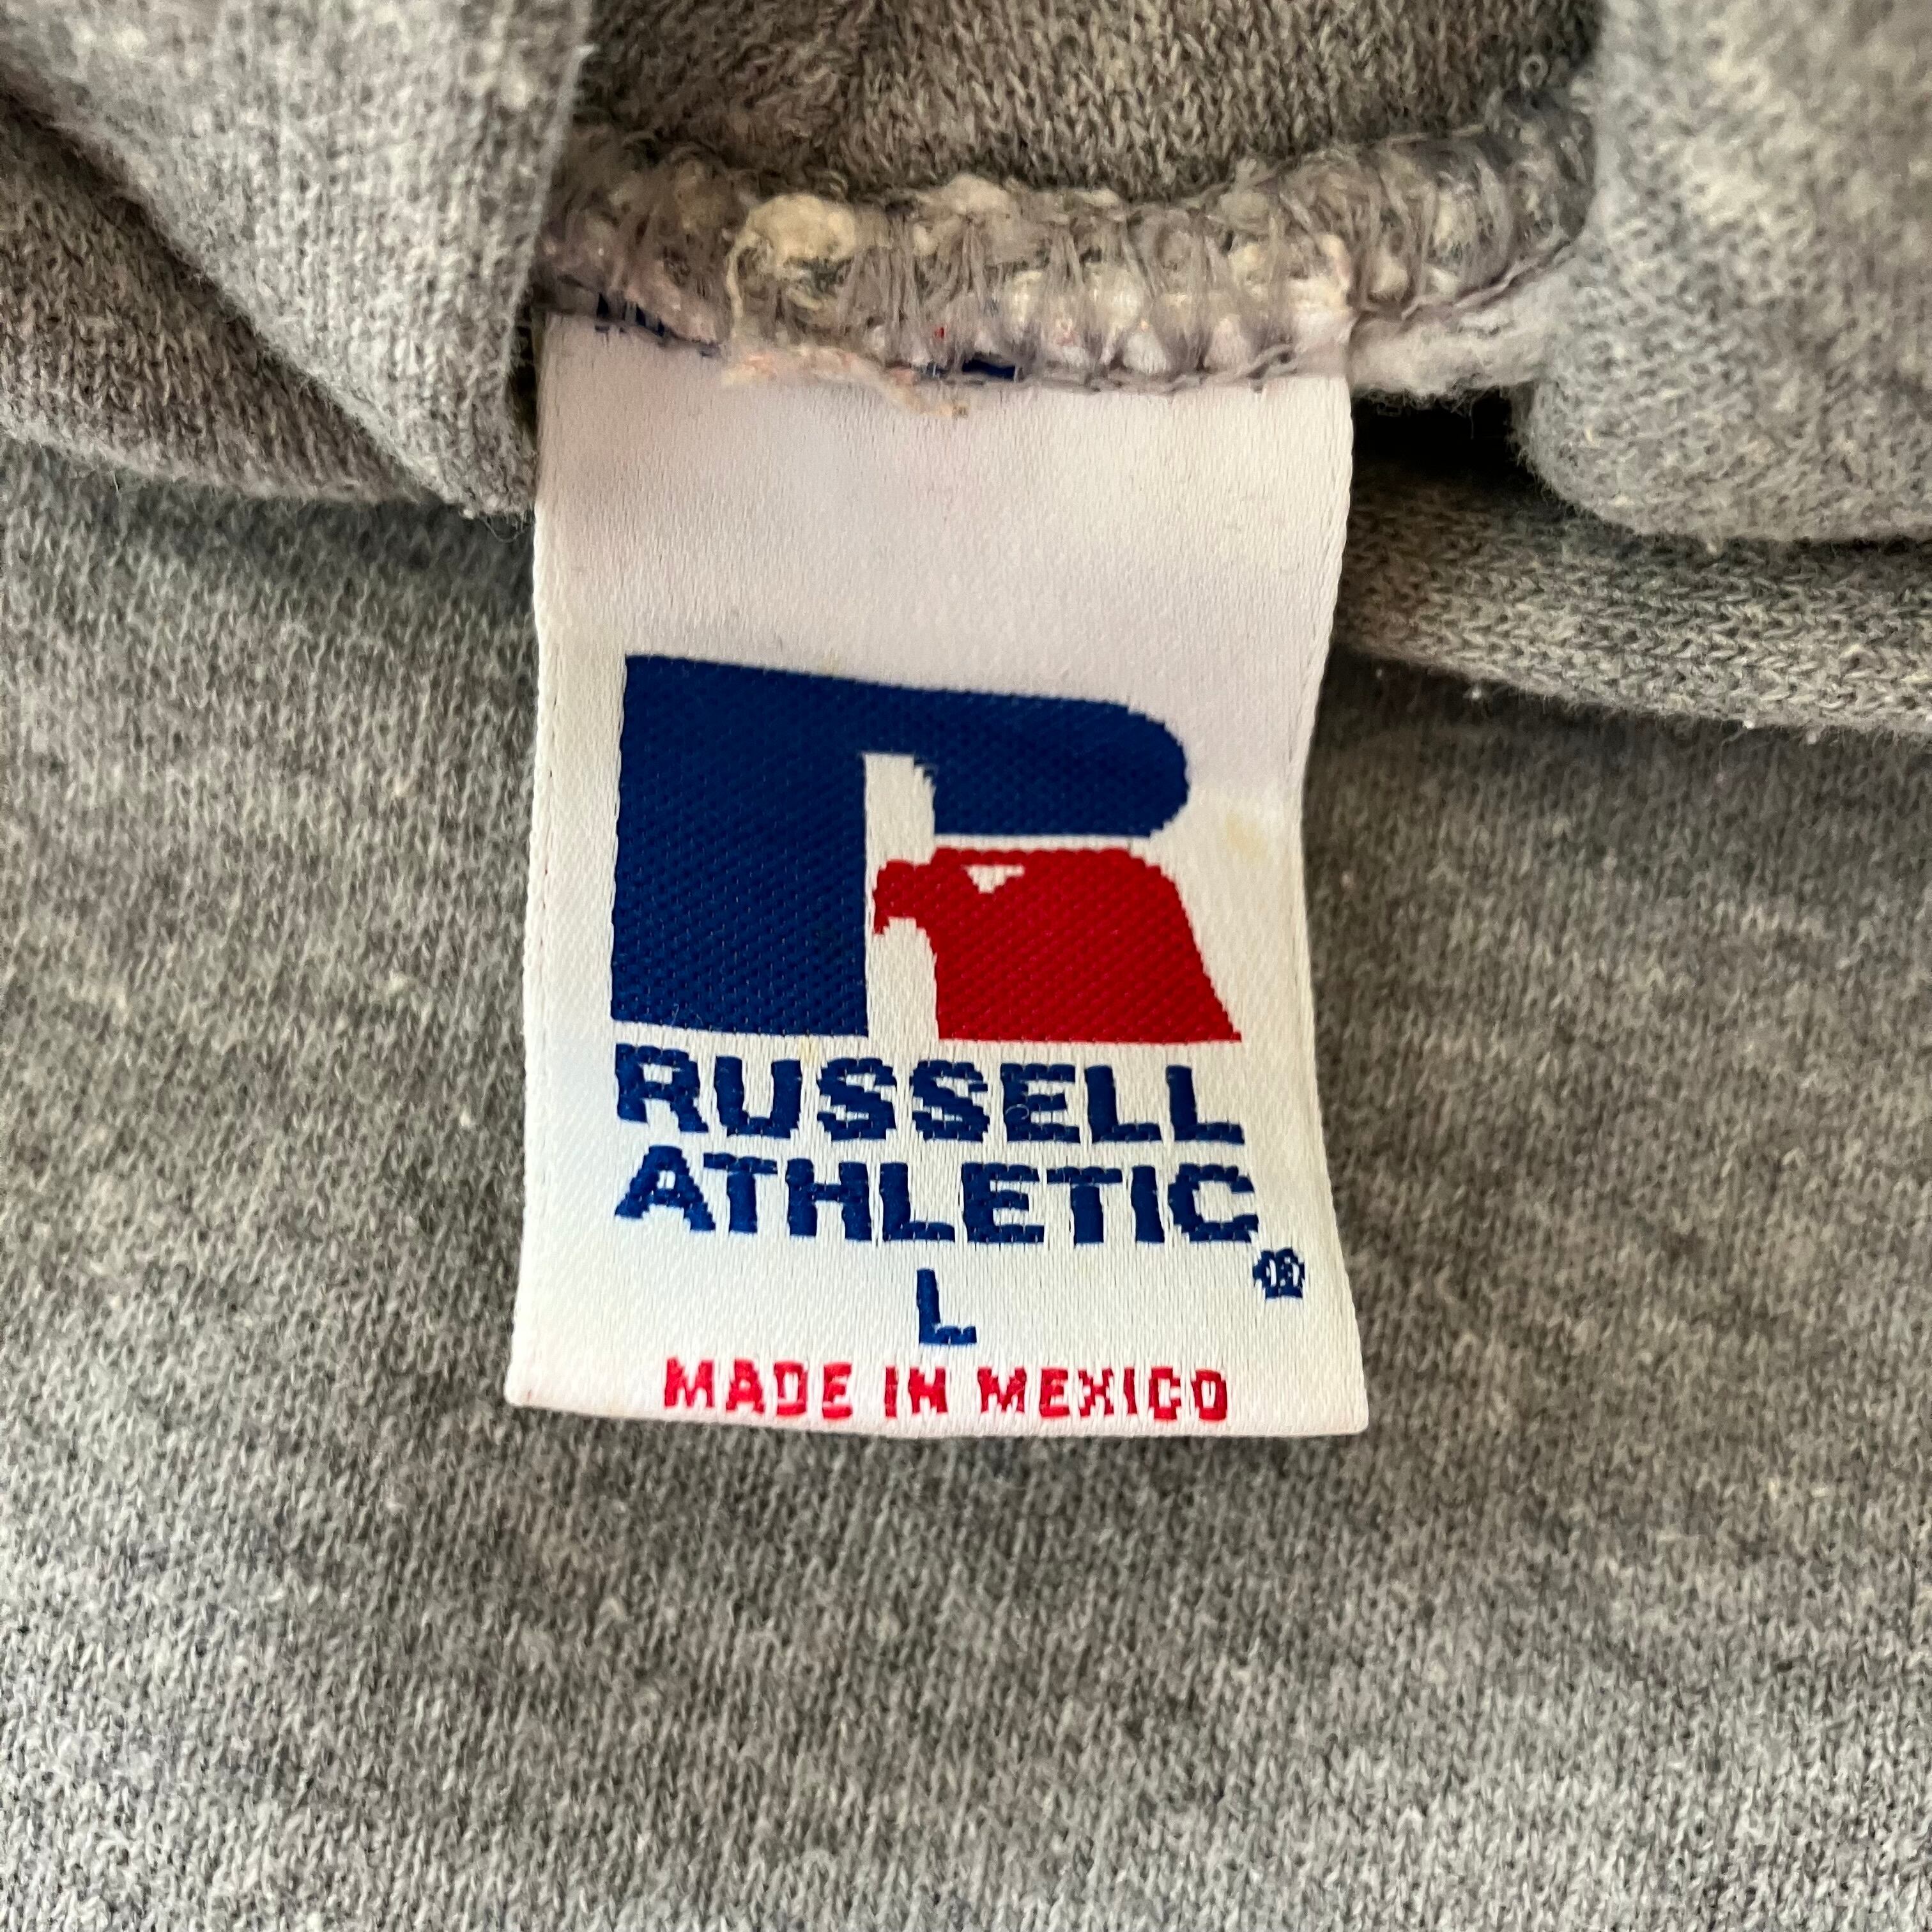 RUSSELL
ATHLETIC®
L
MADE IN MEXICO